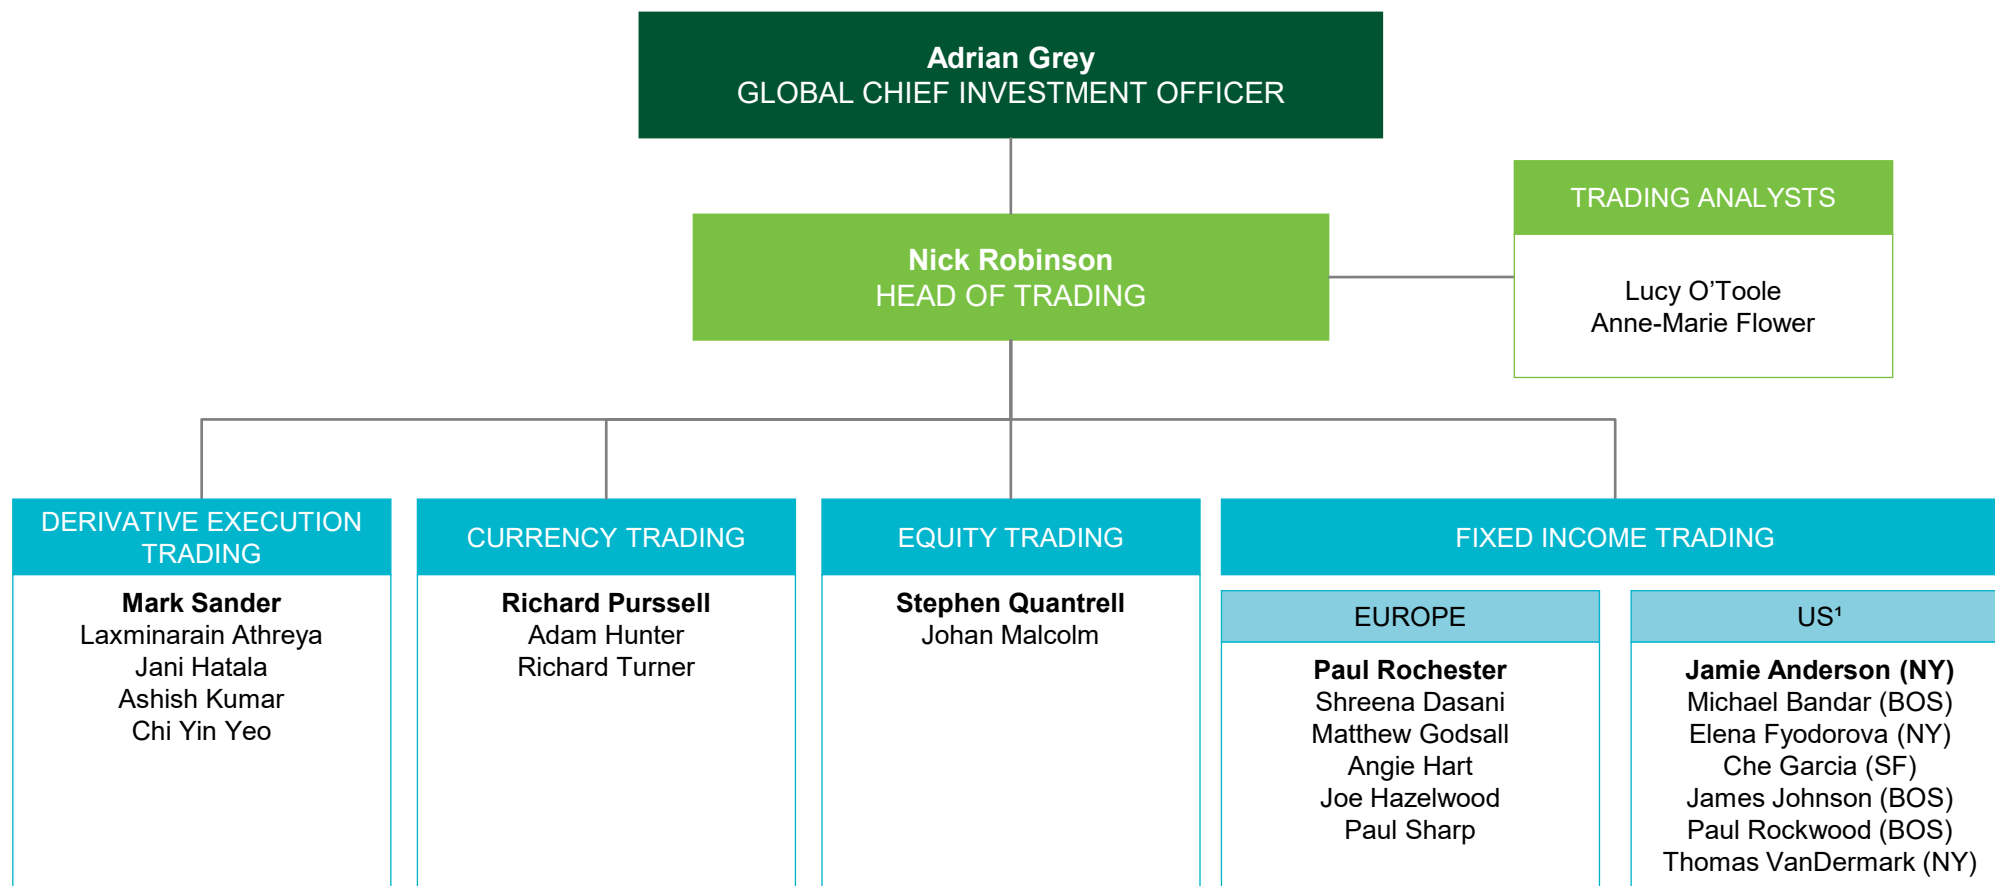 Adrian Grey
GLOBAL CHIEF INVESTMENT OFFICER
TRADING ANALYSTS
Lucy O’Toole
Anne-Marie Flower
Nick Robinson
HEAD OF TRADING
DERIVATIVE EXECUTION
TRADING
Mark Sander
Laxminarain Athreya
Jani Hatala
Ashish Kumar
Chi Yin Yeo
CURRENCY TRADING
Richard Purssell
Adam Hunter
Richard Turner
EQUITY TRADING
Stephen Quantrell
Johan Malcolm
FIXED INCOME TRADING
EUROPE
Paul Rochester
Shreena Dasani
Matthew Godsall
Angie Hart
Joe Hazelwood
Paul Sharp
US¹
Jamie Anderson (NY)
Michael Bandar (BOS)
Elena Fyodorova (NY)
Che Garcia (SF)
James Johnson (BOS)
Paul Rockwood (BOS)
Thomas VanDermark (NY)